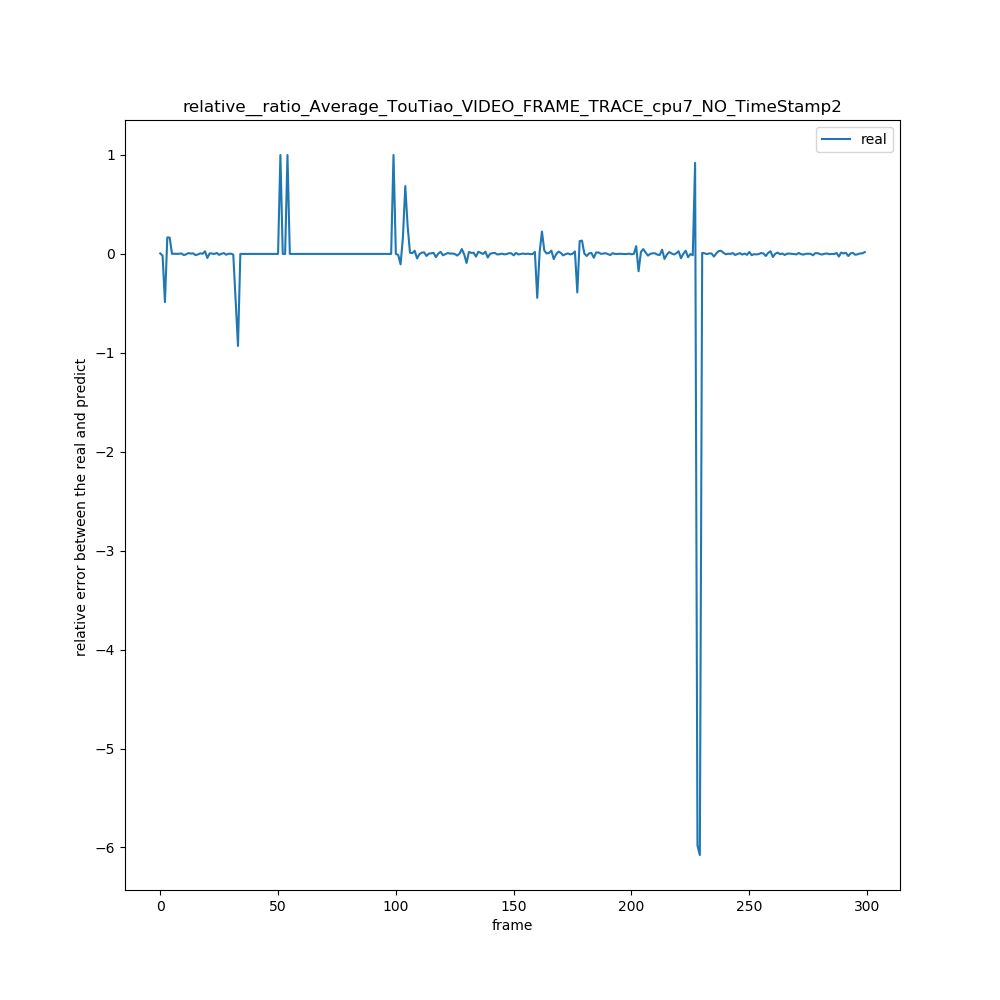 relative__ratio_Average_TouTiao_VIDEO_FRAME_TRACE_cpu7_NO_TimeStamp2
real
1
0
−1
−2
−3
−4
−5
−6
relative error between the real and predict
0 50 100 150 200 250 300
frame